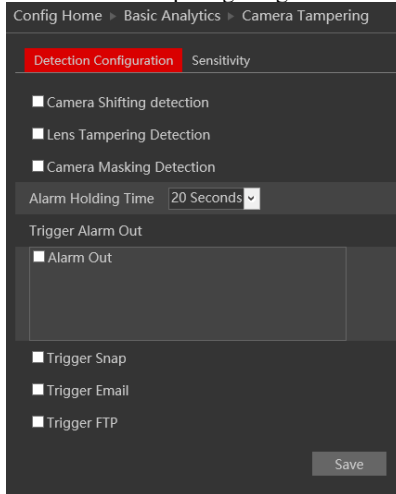 Config Home ▶ Basic Analytics ▶ Camera Tampering
Detection Configuration Sensitivity
Camera Shifting detection
Lens Tampering Detection
Camera Masking Detection
Alarm Holding Time 20 Seconds
Trigger Alarm Out
Alarm Out
Trigger Snap
Trigger Email
Trigger FTP
Save